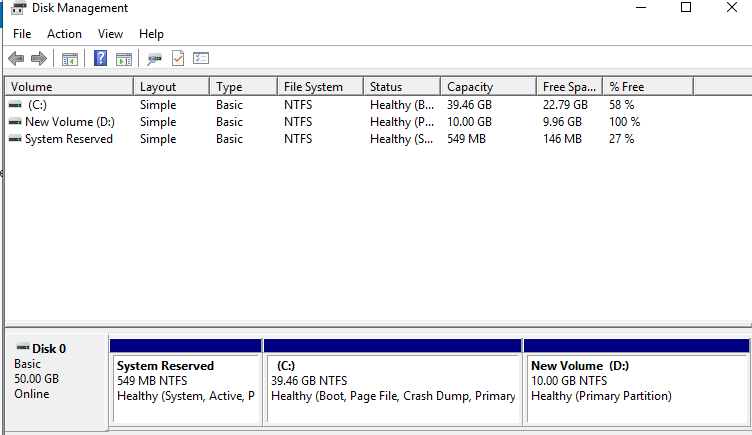 Disk Management
File Action View Help
Volume Layout Type File System Status Capacity Free Spa... % Free
(C:) Simple Basic NTFS Healthy (B... 39.46 GB 22.79 GB 58 %
New Volume (D:) Simple Basic NTFS Healthy (P... 10.00 GB 9.96 GB 100 %
System Reserved Simple Basic NTFS Healthy (S... 549 MB 146 MB 27 %
Disk 0
Basic
50.00 GB
Online
System Reserved
549 MB NTFS
Healthy (System, Active, P
(C:)
39.46 GB NTFS
Healthy (Boot, Page File, Crash Dump, Primary
New Volume (D:)
10.00 GB NTFS
Healthy (Primary Partition)